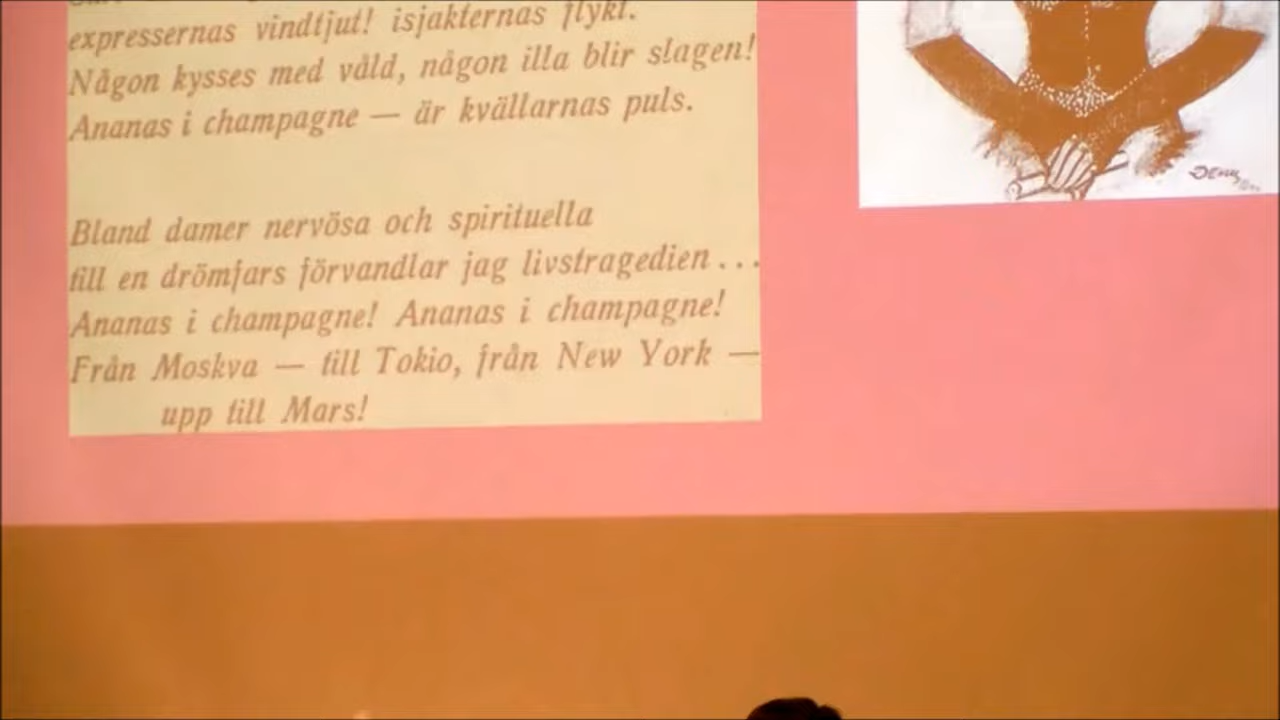 expressernas vindtjut! isjakternas flykt.
Någon kysses med våld, någon illa blir slagen!
Ananas i champagne — är kvällarnas puls.
Bland damer nervösa och spirituella
till en drömfars förvandlar jag livstragedien...
Ananas i champagne! Ananas i champagne!
Från Moskva — till Tokio, från New York —
upp till Mars!